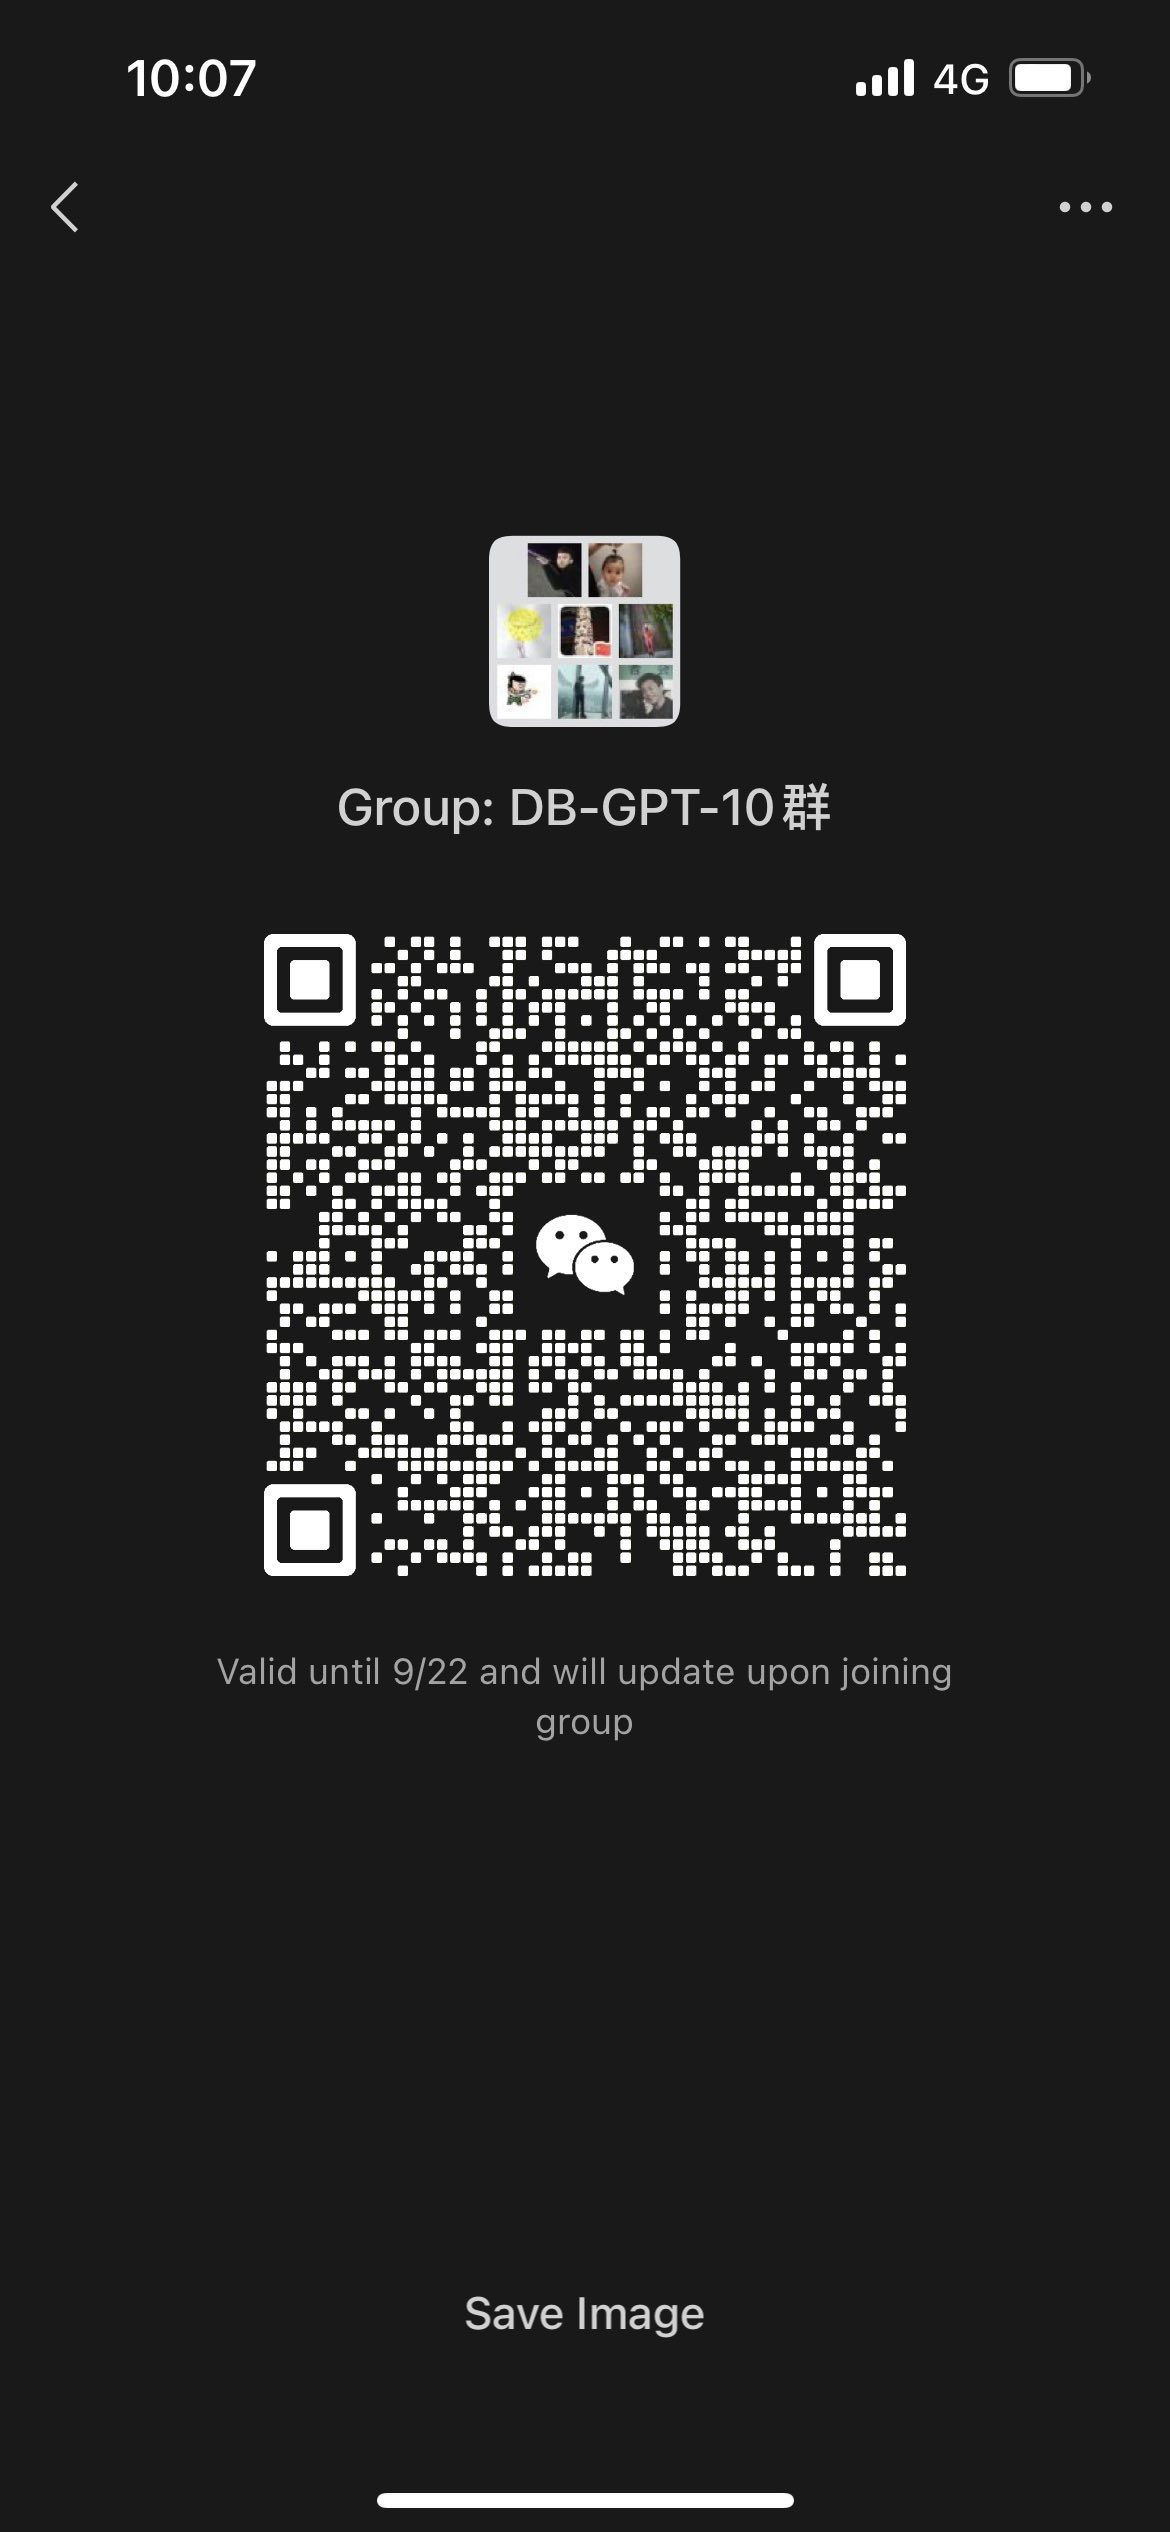 10:07
4G
Group: DB-GPT-10群
Valid until 9/22 and will update upon joining
group
Save Image